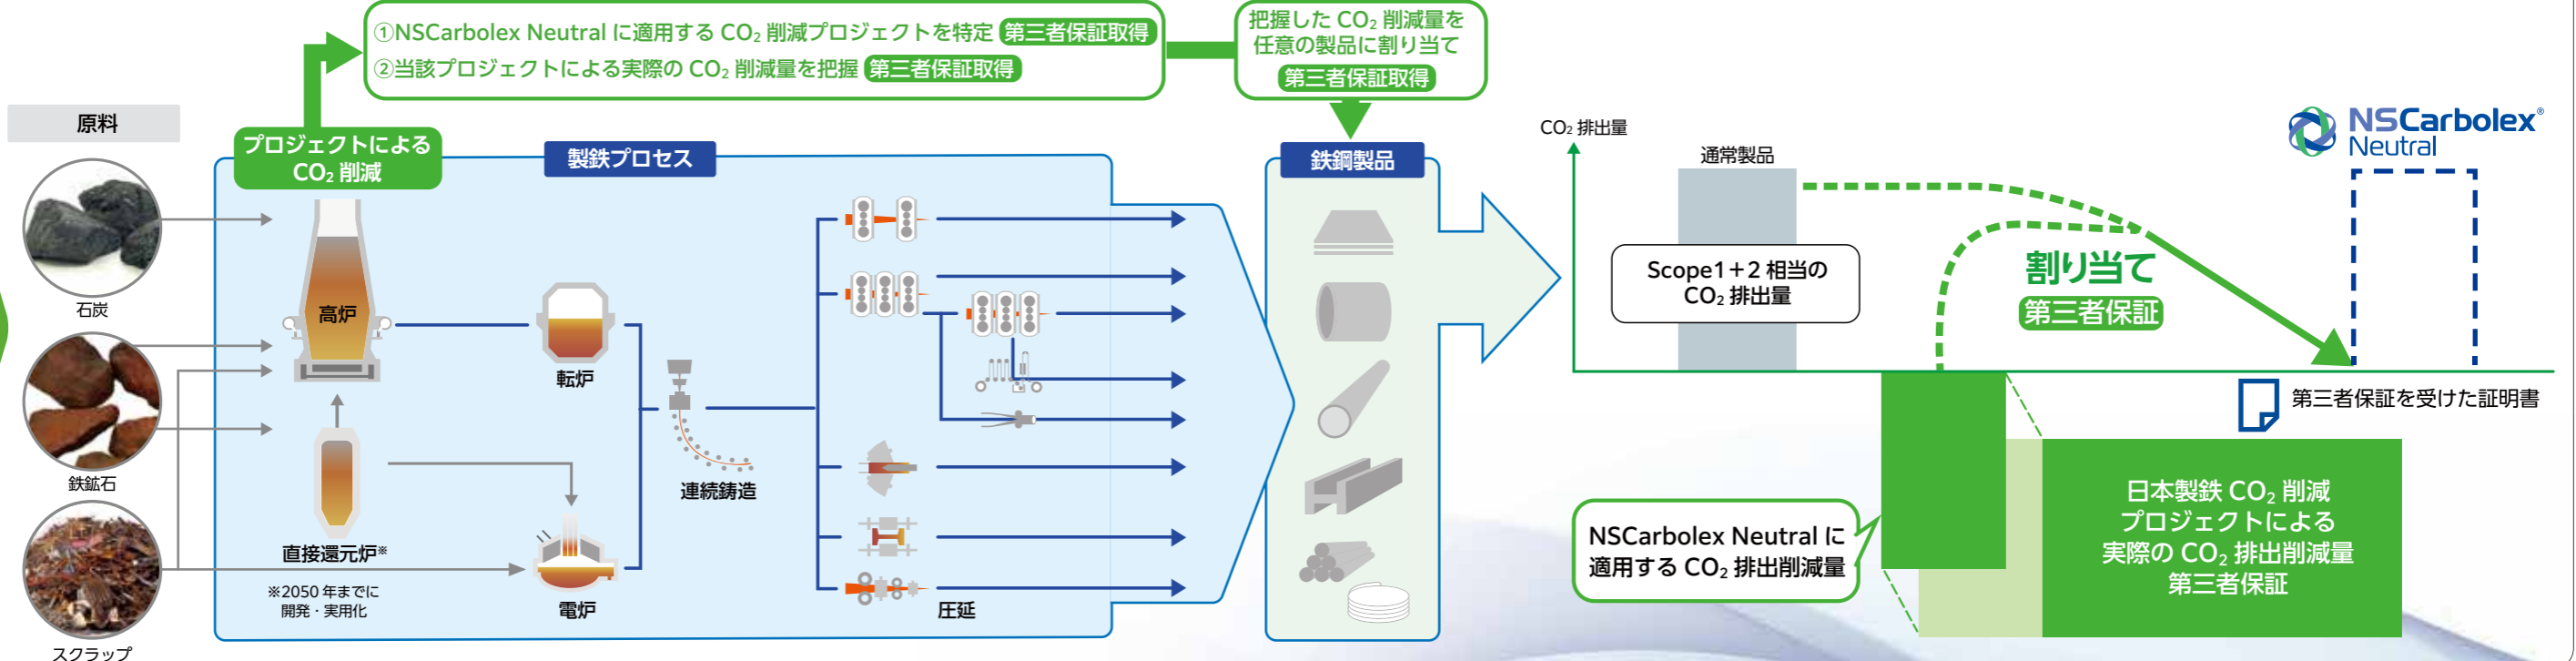 ①NSCarbolex Neutral に適用する CO₂ 削減プロジェクトを特定 第三者保証取得
②当該プロジェクトによる実際の CO₂ 削減量を把握 第三者保証取得
把握した CO₂ 削減量を
任意の製品に割り当て
第三者保証取得
原料
石炭
鉄鉱石
スクラップ
プロジェクトによる
CO₂ 削減
製鉄プロセス
高炉
転炉
直接還元炉※
※2050 年までに
開発・実用化
電炉
連続鋳造
圧延
鉄鋼製品
CO₂ 排出量
通常製品
Scope1＋2 相当の
CO₂ 排出量
割り当て
第三者保証
NSCarbolex®
Neutral
第三者保証を受けた証明書
NSCarbolex Neutral に
適用する CO₂ 排出削減量
日本製鉄 CO₂ 削減
プロジェクトによる
実際の CO₂ 排出削減量
第三者保証